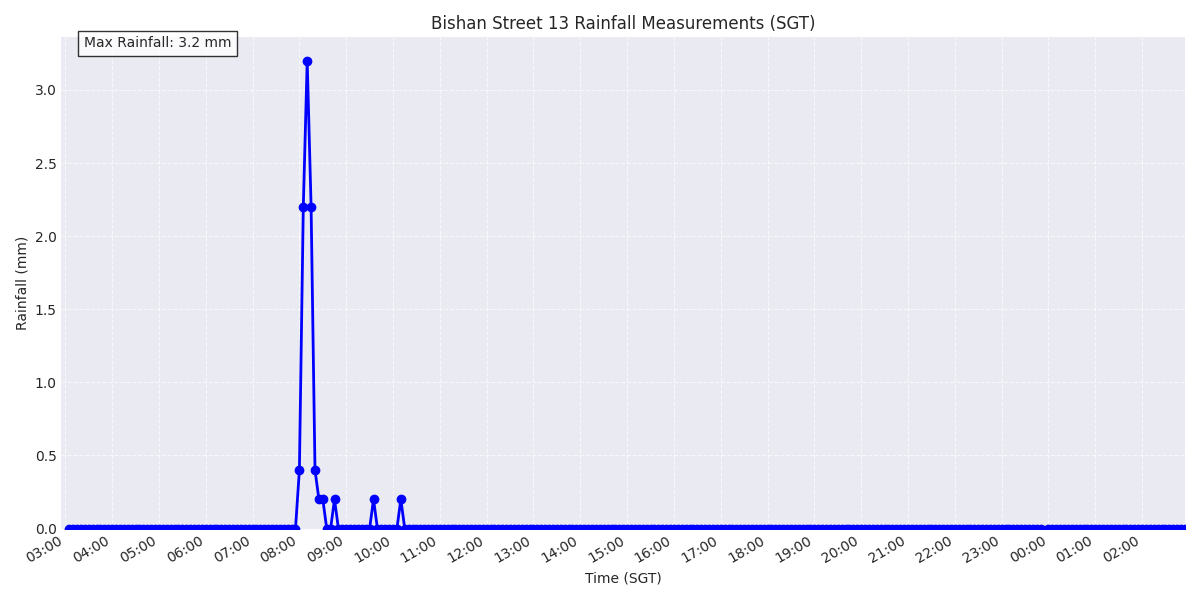 Bishan Street 13 Rainfall Measurements (SGT)
Max Rainfall: 3.2 mm
Rainfall (mm)
3.0
2.5
2.0
1.5
1.0
0.5
0.0
03:00 04:00 05:00 06:00 07:00 08:00 09:00 10:00 11:00 12:00 13:00 14:00 15:00 16:00 17:00 18:00 19:00 20:00 21:00 22:00 23:00 00:00 01:00 02:00
Time (SGT)